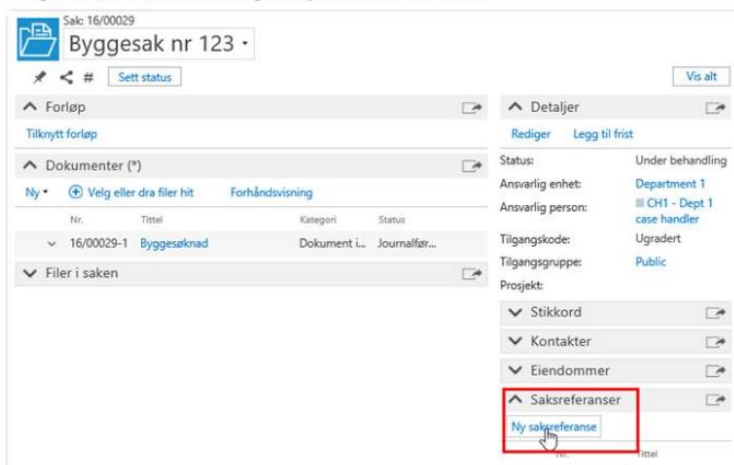 Sak: 16/00029
Byggesak nr 123
#
Sett status
Vis alt
Forløp
Tilknytt forløp
Dokumenter (*)
Ny
Velg eller dra filer hit
Forhåndsvisning
Nr. Tittel Kategori Status
16/00029-1 Byggesøknad Dokument i... Journalfør...
Filer i saken
Detaljer
Rediger Legg til frist
Status: Under behandling
Ansvarlig enhet: Department 1
Ansvarlig person: CH1 - Dept 1
case handler
Tilgangskode: Ugradert
Tilgangsgruppe: Public
Prosjekt:
Stikkord
Kontakter
Eiendommer
Saksreferanser
Ny saksreferanse
Nr. Tittel